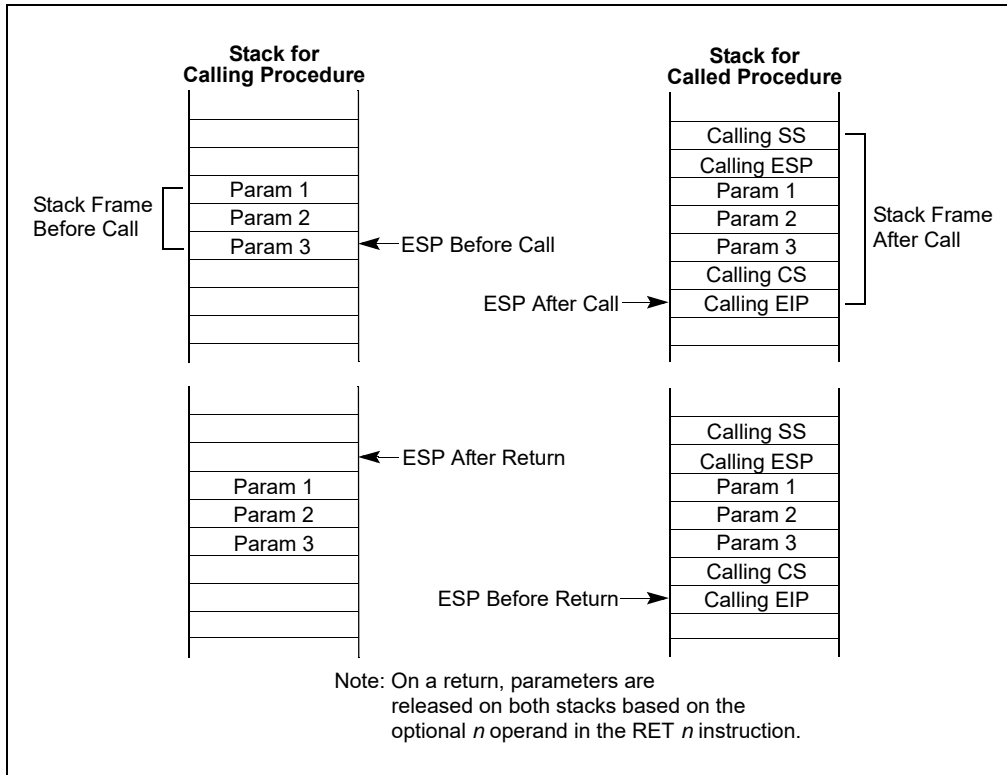 Stack for
Calling Procedure
Stack for
Called Procedure
Stack Frame
Before Call
Param 1
Param 2
Param 3
ESP Before Call
ESP After Call
Calling SS
Calling ESP
Param 1
Param 2
Param 3
Calling CS
Calling EIP
Stack Frame
After Call
ESP After Return
Param 1
Param 2
Param 3
ESP Before Return
Calling SS
Calling ESP
Param 1
Param 2
Param 3
Calling CS
Calling EIP
Note: On a return, parameters are
released on both stacks based on the
optional n operand in the RET n instruction.